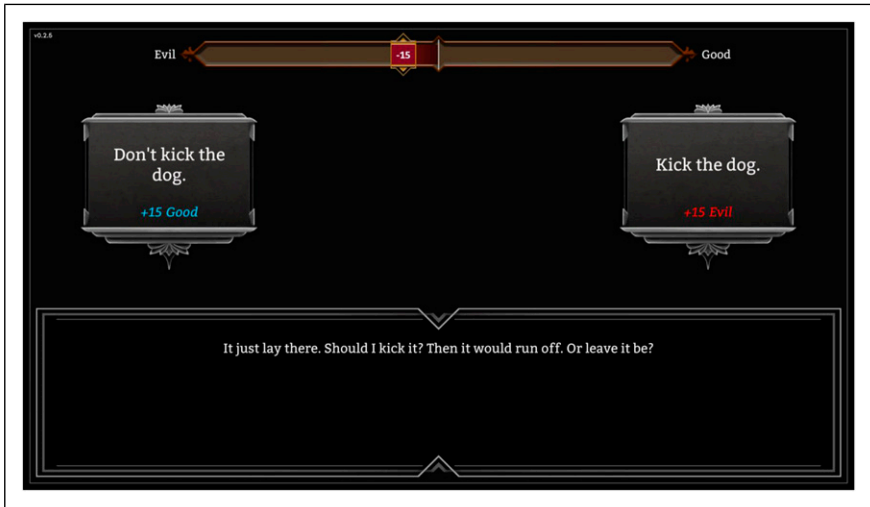 v0.2.6
Evil
-15
Good
Don't kick the
dog.
+15 Good
Kick the dog.
+15 Evil
It just lay there. Should I kick it? Then it would run off. Or leave it be?